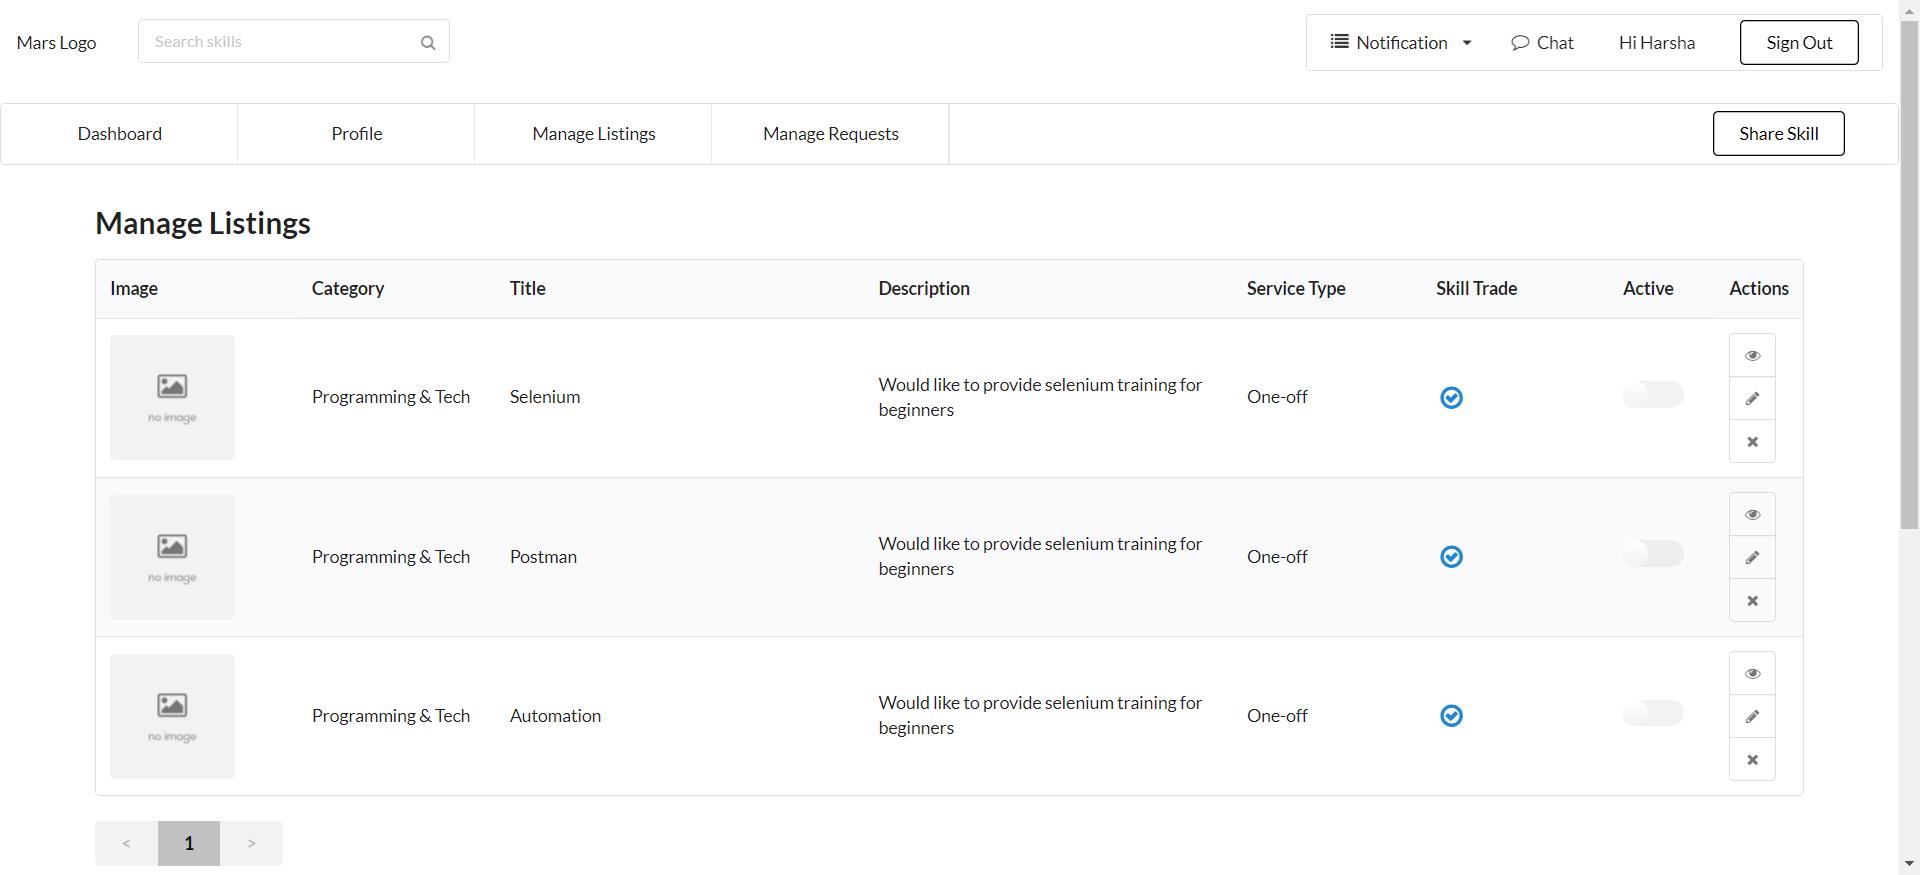 Mars Logo
Search skills
Notification
Chat
Hi Harsha
Sign Out
Dashboard
Profile
Manage Listings
Manage Requests
Share Skill
Manage Listings
Image Category Title Description Service Type Skill Trade Active Actions
no image
Programming & Tech
Selenium
Would like to provide selenium training for
beginners
One-off
no image
Programming & Tech
Postman
Would like to provide selenium training for
beginners
One-off
no image
Programming & Tech
Automation
Would like to provide selenium training for
beginners
One-off
< 1 >